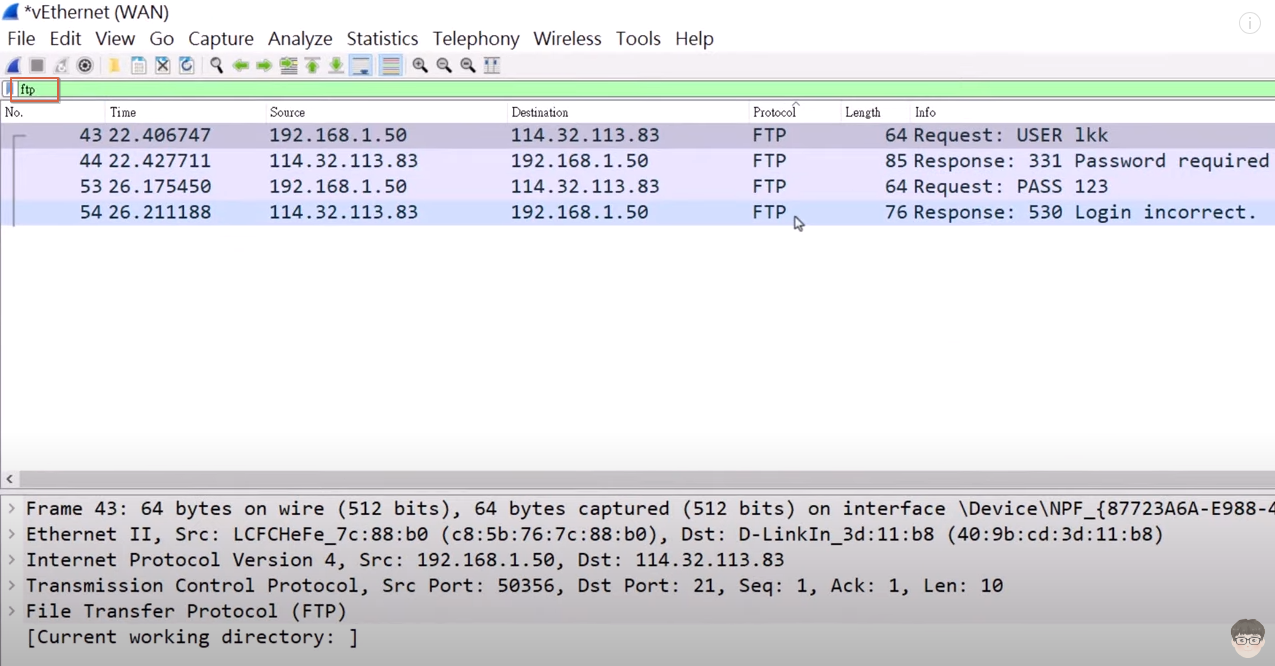 *vEthernet (WAN)
File Edit View Go Capture Analyze Statistics Telephony Wireless Tools Help
ftp
No. Time Source Destination Protocol Length Info
43 22.406747 192.168.1.50 114.32.113.83 FTP 64 Request: USER lkk
44 22.427711 114.32.113.83 192.168.1.50 FTP 85 Response: 331 Password required
53 26.175450 192.168.1.50 114.32.113.83 FTP 64 Request: PASS 123
54 26.211188 114.32.113.83 192.168.1.50 FTP 76 Response: 530 Login incorrect.
Frame 43: 64 bytes on wire (512 bits), 64 bytes captured (512 bits) on interface \Device\NPF_{87723A6A-E988-4
Ethernet II, Src: LCFCHeFe_7c:88:b0 (c8:5b:76:7c:88:b0), Dst: D-LinkIn_3d:11:b8 (40:9b:cd:3d:11:b8)
Internet Protocol Version 4, Src: 192.168.1.50, Dst: 114.32.113.83
Transmission Control Protocol, Src Port: 50356, Dst Port: 21, Seq: 1, Ack: 1, Len: 10
File Transfer Protocol (FTP)
[Current working directory: ]